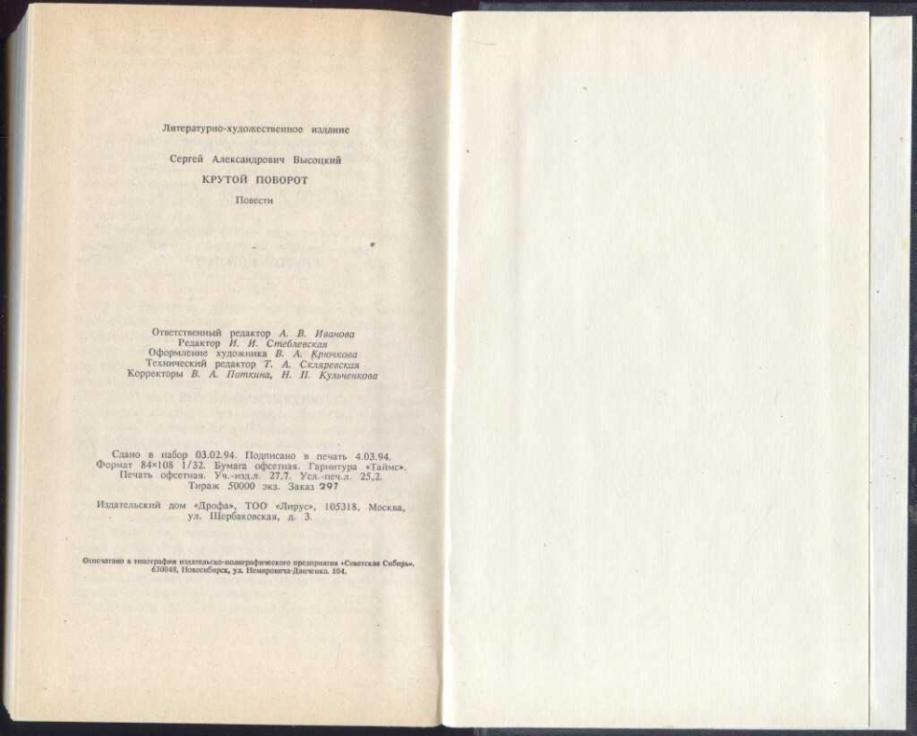 Литературно-художественное издание
Сергей Александрович Высоцкий
КРУТОЙ ПОВОРОТ
Повести
Ответственный редактор А. В. Иванова
Редактор И. И. Стеблевская
Оформление художника В. А. Крючкова
Технический редактор Т. А. Скляревская
Корректоры В. А. Поткина, Н. П. Кульченкова
Сдано в набор 03.02.94. Подписано в печать 4.03.94.
Формат 84×108 1/32. Бумага офсетная. Гарнитура «Таймс».
Печать офсетная. Уч.-изд.л. 27,7. Усл.-печ.л. 25,2.
Тираж 50000 экз. Заказ 297
Издательский дом «Дрофа», ТОО «Лирус», 105318, Москва,
ул. Щербаковская, д. 3.
Отпечатано в типографии издательско-полиграфического предприятия «Советская Сибирь».
630048, Новосибирск, ул. Немировича-Данченко, 104.